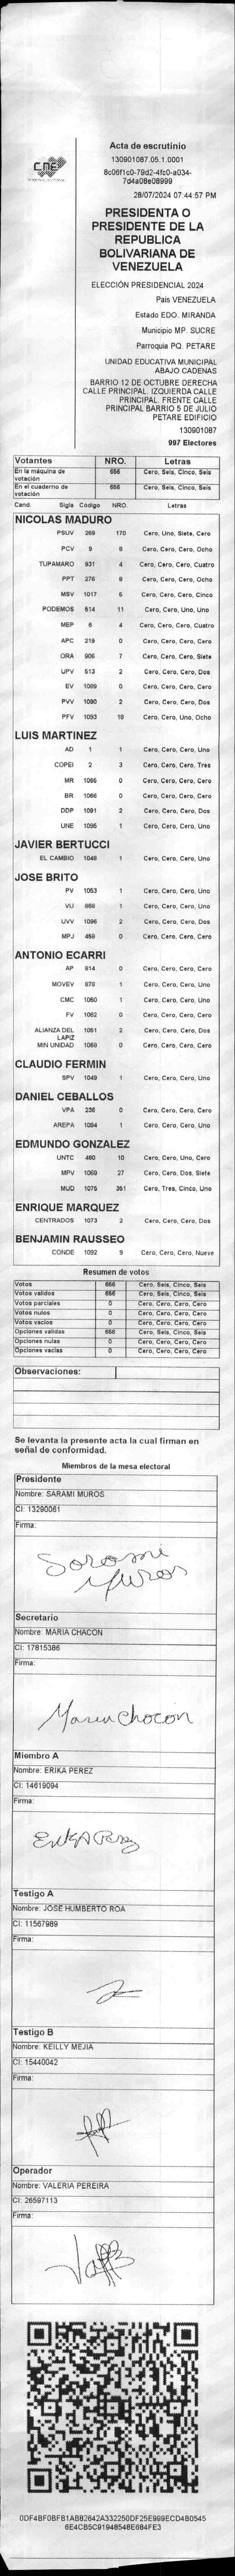 CNE
Acta de escrutinio
130901087.05.1.0001
8c06f1c0-79d2-4fc0-a034-
7d4a08e08999
28/07/2024 07:44:57 PM
PRESIDENTA O
PRESIDENTE DE LA
REPUBLICA
BOLIVARIANA DE
VENEZUELA
ELECCIÓN PRESIDENCIAL 2024
Pais VENEZUELA
Estado EDO. MIRANDA
Municipio MP. SUCRE
Parroquia PQ. PETARE
UNIDAD EDUCATIVA MUNICIPAL
ABAJO CADENAS
BARRIO 12 DE OCTUBRE DERECHA
CALLE PRINCIPAL. IZQUIERDA CALLE
PRINCIPAL. FRENTE CALLE
PRINCIPAL BARRIO 5 DE JULIO
PETARE EDIFICIO
130901087
997 Electores
Votantes NRO. Letras
En la máquina de votación 656 Cero, Seis, Cinco, Seis
En el cuaderno de votación 656 Cero, Seis, Cinco, Seis
Cand. Sigla Código NRO. Letras
NICOLAS MADURO
PSUV 269 170 Cero, Uno, Siete, Cero
PCV 9 8 Cero, Cero, Cero, Ocho
TUPAMARO 931 4 Cero, Cero, Cero, Cuatro
PPT 276 8 Cero, Cero, Cero, Ocho
MSV 1017 5 Cero, Cero, Cero, Cinco
PODEMOS 514 11 Cero, Cero, Uno, Uno
MEP 6 4 Cero, Cero, Cero, Cuatro
APC 219 0 Cero, Cero, Cero, Cero
ORA 906 7 Cero, Cero, Cero, Siete
UPV 513 2 Cero, Cero, Cero, Dos
EV 1089 0 Cero, Cero, Cero, Cero
PVV 1090 2 Cero, Cero, Cero, Dos
PFV 1093 18 Cero, Cero, Uno, Ocho
LUIS MARTINEZ
AD 1 1 Cero, Cero, Cero, Uno
COPEI 2 3 Cero, Cero, Cero, Tres
MR 1065 0 Cero, Cero, Cero, Cero
BR 1066 0 Cero, Cero, Cero, Cero
DDP 1091 2 Cero, Cero, Cero, Dos
UNE 1095 1 Cero, Cero, Cero, Uno
JAVIER BERTUCCI
EL CAMBIO 1048 1 Cero, Cero, Cero, Uno
JOSE BRITO
PV 1053 1 Cero, Cero, Cero, Uno
VU 868 1 Cero, Cero, Cero, Uno
UVV 1096 2 Cero, Cero, Cero, Dos
MPJ 458 0 Cero, Cero, Cero, Cero
ANTONIO ECARRI
AP 814 0 Cero, Cero, Cero, Cero
MOVEV 878 1 Cero, Cero, Cero, Uno
CMC 1050 1 Cero, Cero, Cero, Uno
FV 1052 0 Cero, Cero, Cero, Cero
ALIANZA DEL LAPIZ 1051 2 Cero, Cero, Cero, Dos
MIN UNIDAD 1058 0 Cero, Cero, Cero, Cero
CLAUDIO FERMIN
SPV 1049 1 Cero, Cero, Cero, Uno
DANIEL CEBALLOS
VPA 236 0 Cero, Cero, Cero, Cero
AREPA 1094 1 Cero, Cero, Cero, Uno
EDMUNDO GONZALEZ
UNTC 460 10 Cero, Cero, Uno, Cero
MPV 1069 27 Cero, Cero, Dos, Siete
MUD 1075 351 Cero, Tres, Cinco, Uno
ENRIQUE MARQUEZ
CENTRADOS 1073 2 Cero, Cero, Cero, Dos
BENJAMIN RAUSSEO
CONDE 1092 9 Cero, Cero, Cero, Nueve
Resumen de votos
Votos 656 Cero, Seis, Cinco, Seis
Votos validos 656 Cero, Seis, Cinco, Seis
Votos parciales 0 Cero, Cero, Cero, Cero
Votos nulos 0 Cero, Cero, Cero, Cero
Votos vacios 0 Cero, Cero, Cero, Cero
Opciones validas 656 Cero, Seis, Cinco, Seis
Opciones nulas 0 Cero, Cero, Cero, Cero
Opciones vacias 0 Cero, Cero, Cero, Cero
Observaciones:
Se levanta la presente acta la cual firman en
señal de conformidad.
Miembros de la mesa electoral
Presidente
Nombre: SARAMI MUROS
CI: 13290061
Firma:
Sarami
Muros
Secretario
Nombre: MARIA CHACON
CI: 17815386
Firma:
Maria Chacon
Miembro A
Nombre: ERIKA PEREZ
CI: 14619094
Firma:
Erika Perez
Testigo A
Nombre: JOSE HUMBERTO ROA
CI: 11567989
Firma:
Testigo B
Nombre: KEILLY MEJIA
CI: 15440042
Firma:
Operador
Nombre: VALERIA PEREIRA
CI: 26597113
Firma:
0DF4BF0BFB1AB82642A332250DF25E999ECD4B0545
6E4CB5C91948548E684FE3